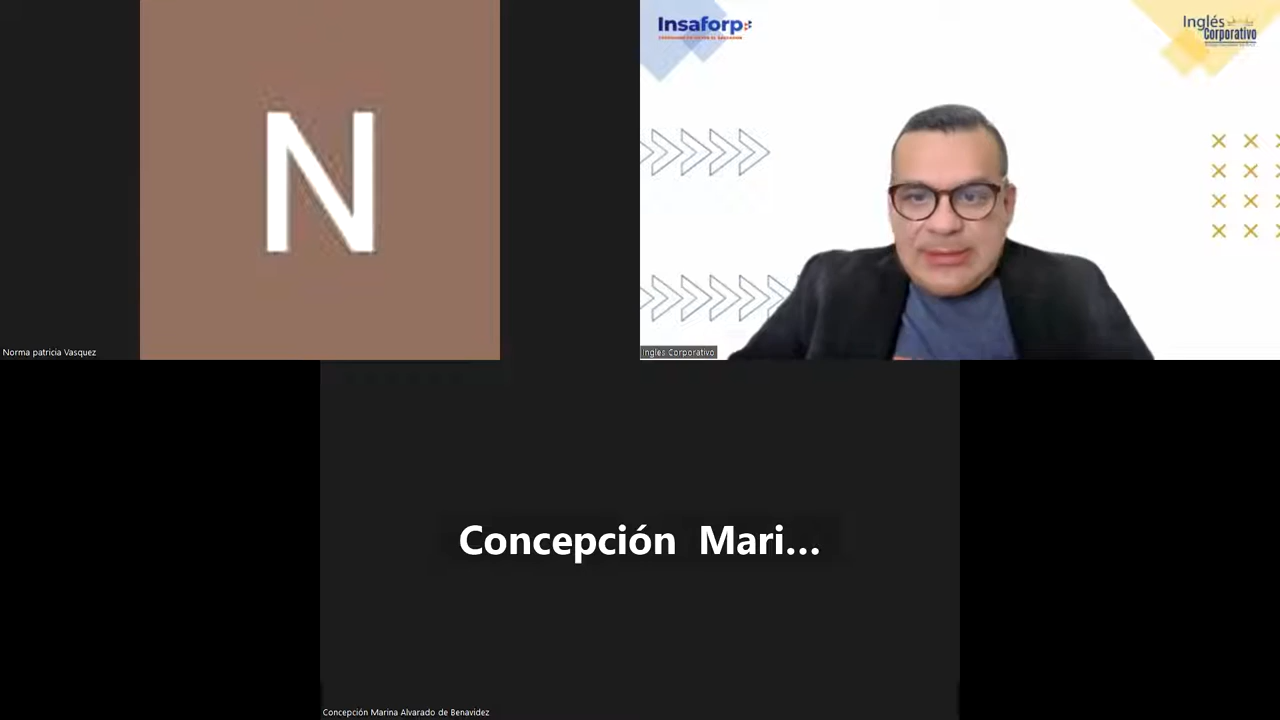 N
Norma patricia Vasquez
Insaforp
Inglés
Corporativo
Ingles Corporativo
Concepción Mari...
Concepción Marina Alvarado de Benavidez